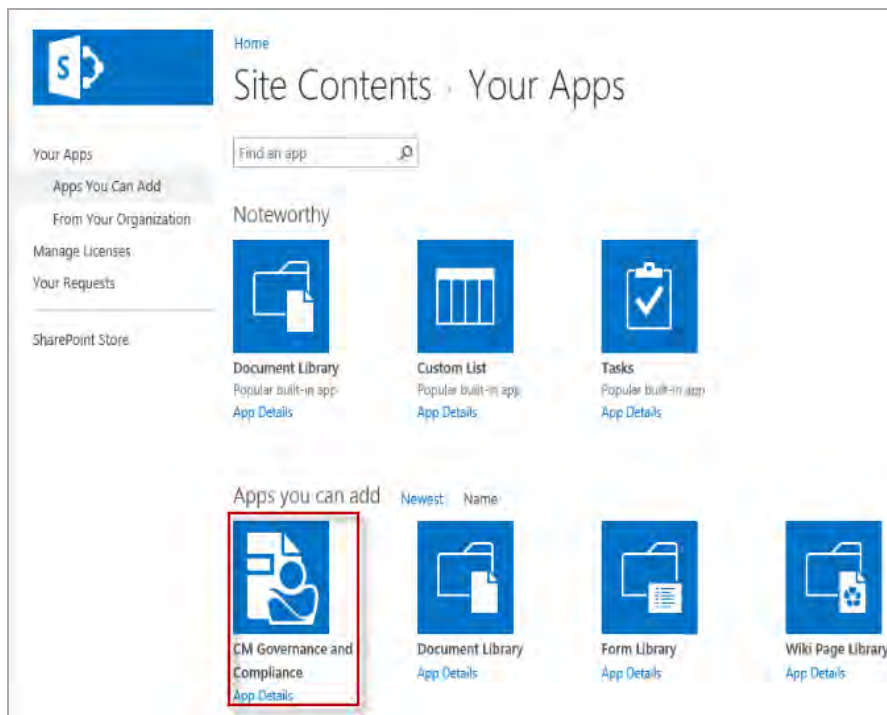 S
Home
Site Contents › Your Apps
Find an app
Your Apps
Apps You Can Add
From Your Organization
Manage Licenses
Your Requests
SharePoint Store
Noteworthy
Document Library
Popular built-in app
App Details
Custom List
Popular built-in app
App Details
Tasks
Popular built-in app
App Details
Apps you can add Newest Name
CM Governance and
Compliance
App Details
Document Library
App Details
Form Library
App Details
Wiki Page Library
App Details